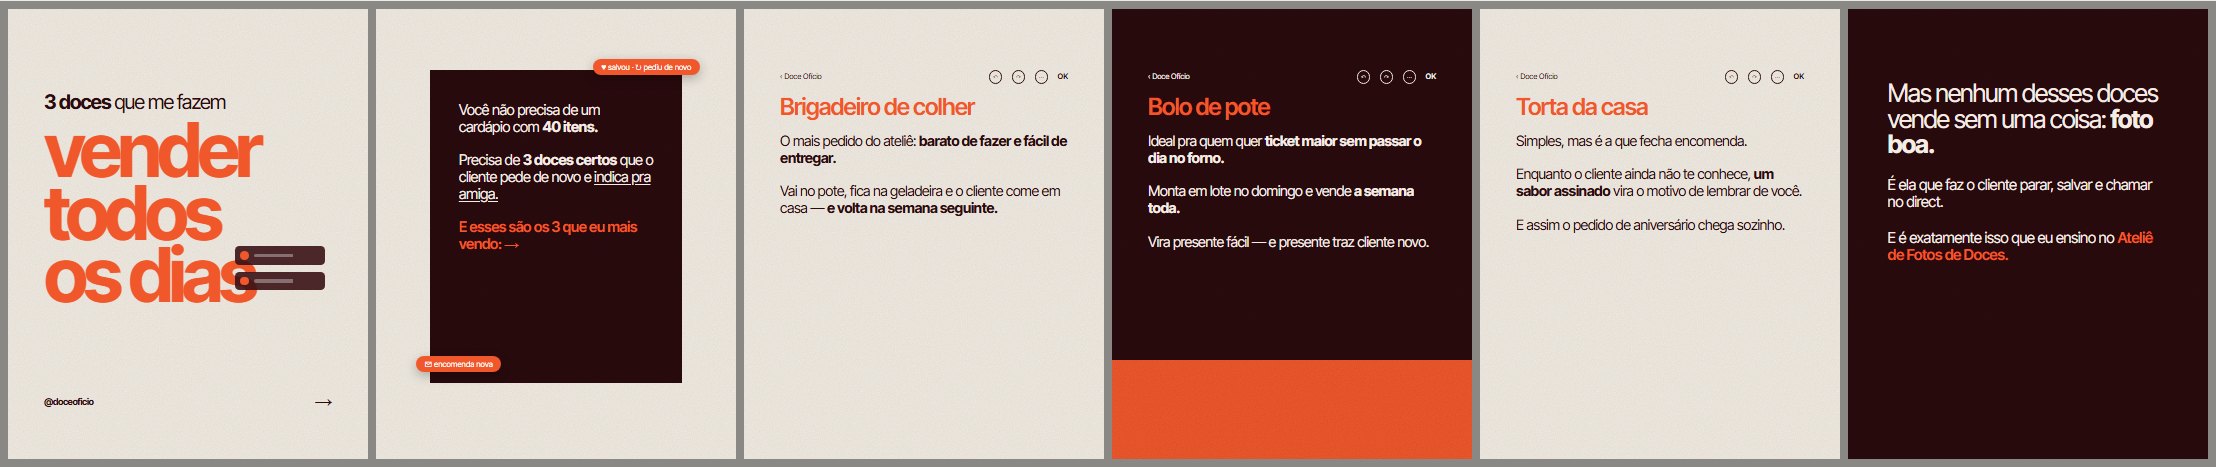 3 doces que me fazem
vender
todos
os dias
@doceoficio
→
♥ salvou · ↻ pediu de novo
Você não precisa de um
cardápio com 40 itens.
Precisa de 3 doces certos que o
cliente pede de novo e indica pra
amiga.
E esses são os 3 que eu mais
vendo: →
✉ encomenda nova
‹ Doce Ofício
OK
Brigadeiro de colher
O mais pedido do ateliê: barato de fazer e fácil de
entregar.
Vai no pote, fica na geladeira e o cliente come em
casa — e volta na semana seguinte.
‹ Doce Ofício
OK
Bolo de pote
Ideal pra quem quer ticket maior sem passar o
dia no forno.
Monta em lote no domingo e vende a semana
toda.
Vira presente fácil — e presente traz cliente novo.
‹ Doce Ofício
OK
Torta da casa
Simples, mas é a que fecha encomenda.
Enquanto o cliente ainda não te conhece, um
sabor assinado vira o motivo de lembrar de você.
E assim o pedido de aniversário chega sozinho.
Mas nenhum desses doces
vende sem uma coisa: foto
boa.
É ela que faz o cliente parar, salvar e chamar
no direct.
E é exatamente isso que eu ensino no Ateliê
de Fotos de Doces.